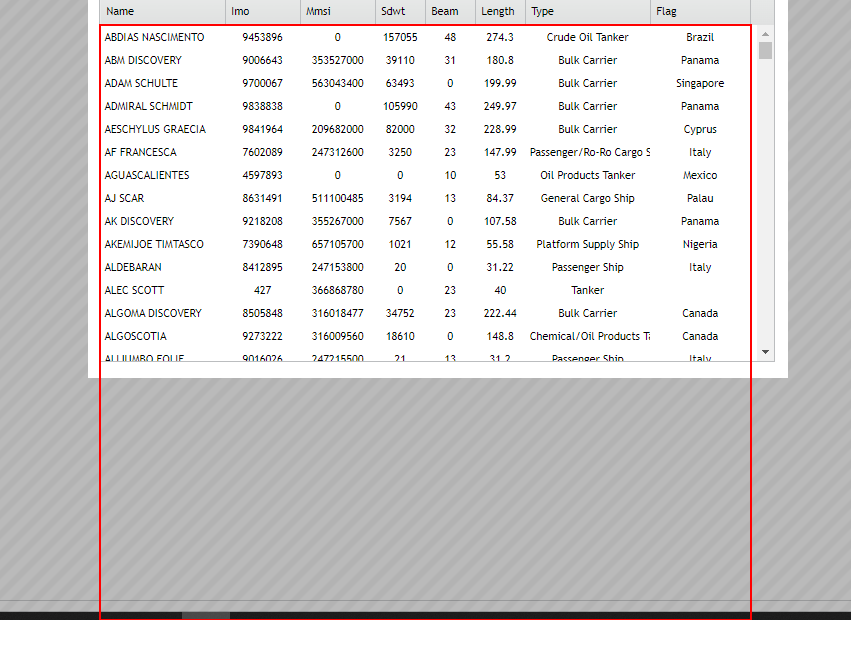 Name Imo Mmsi Sdwt Beam Length Type Flag
ABDIAS NASCIMENTO 9453896 0 157055 48 274.3 Crude Oil Tanker Brazil
ABM DISCOVERY 9006643 353527000 39110 31 180.8 Bulk Carrier Panama
ADAM SCHULTE 9700067 563043400 63493 0 199.99 Bulk Carrier Singapore
ADMIRAL SCHMIDT 9838838 0 105990 43 249.97 Bulk Carrier Panama
AESCHYLUS GRAECIA 9841964 209682000 82000 32 228.99 Bulk Carrier Cyprus
AF FRANCESCA 7602089 247312600 3250 23 147.99 Passenger/Ro-Ro Cargo S Italy
AGUASCALIENTES 4597893 0 0 10 53 Oil Products Tanker Mexico
AJ SCAR 8631491 511100485 3194 13 84.37 General Cargo Ship Palau
AK DISCOVERY 9218208 355267000 7567 0 107.58 Bulk Carrier Panama
AKEMIJOE TIMTASCO 7390648 657105700 1021 12 55.58 Platform Supply Ship Nigeria
ALDEBARAN 8412895 247153800 20 0 31.22 Passenger Ship Italy
ALEC SCOTT 427 366868780 0 23 40 Tanker
ALGOMA DISCOVERY 8505848 316018477 34752 23 222.44 Bulk Carrier Canada
ALGOSCOTIA 9273222 316009560 18610 0 148.8 Chemical/Oil Products Ta Canada
9016026 247215500 21 13 31.2 Passenger Ship Italy